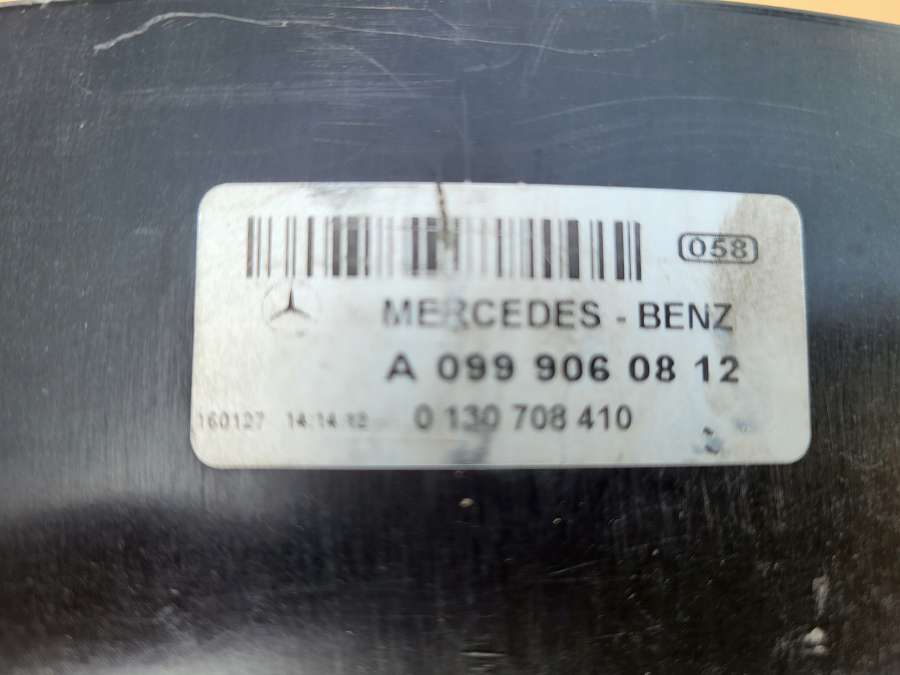 058
MERCEDES - BENZ
A 099 906 08 12
160127 14:14:12 0 130 708 410